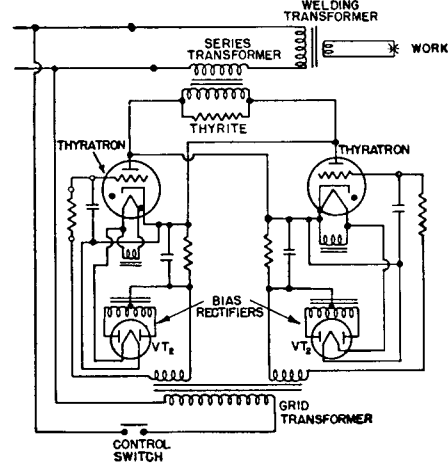 WELDING
TRANSFORMER
SERIES
TRANSFORMER
WORK
THYRITE
THYRATRON
THYRATRON
BIAS
RECTIFIERS
VT2
VT2
GRID
TRANSFORMER
CONTROL
SWITCH